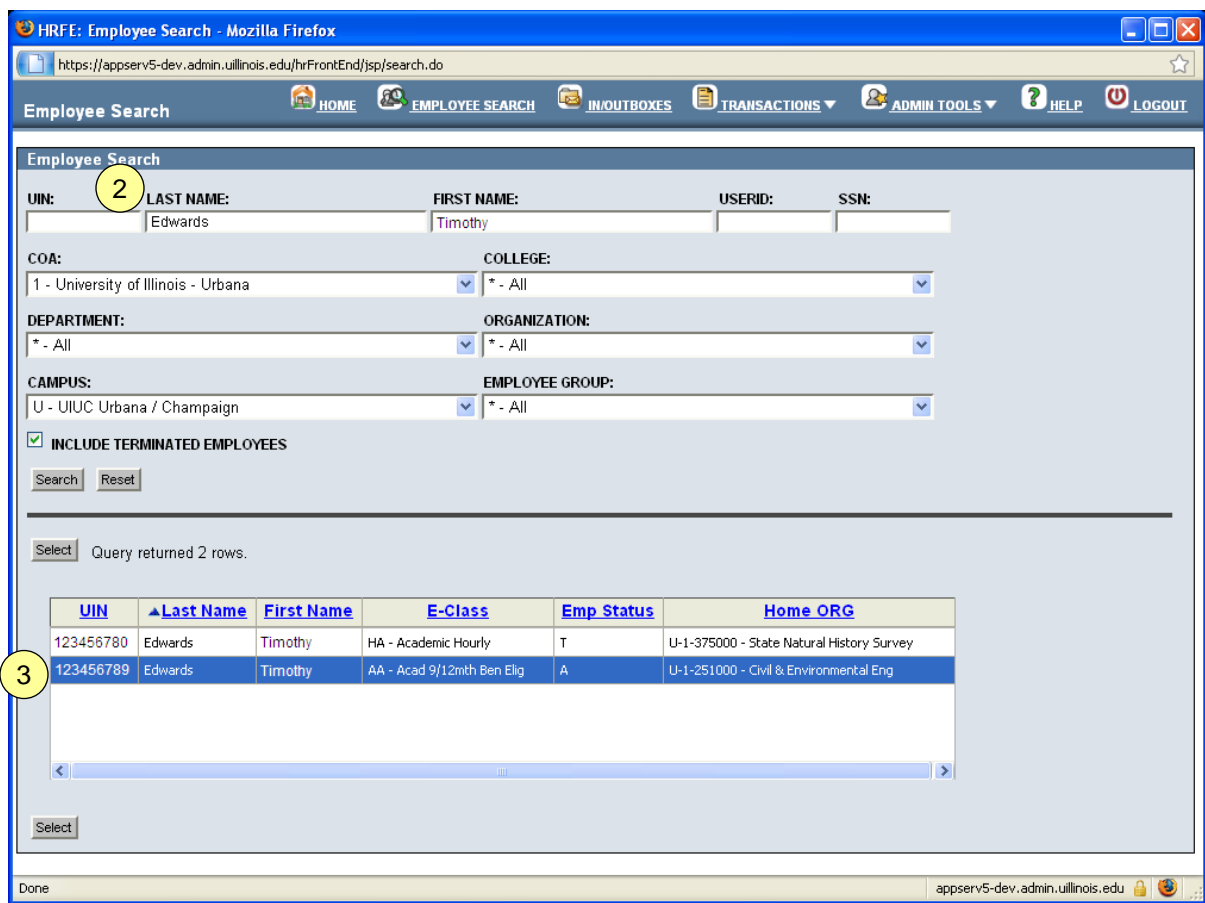 HRFE: Employee Search - Mozilla Firefox
https://appserv5-dev.admin.uillinois.edu/hrFrontEnd/jsp/search.do
Employee Search HOME EMPLOYEE SEARCH IN/OUTBOXES TRANSACTIONS ▼ ADMIN TOOLS ▼ HELP LOGOUT
Employee Search
2
UIN: LAST NAME: FIRST NAME: USERID: SSN:
Edwards Timothy
COA: COLLEGE:
1 - University of Illinois - Urbana * - All
DEPARTMENT: ORGANIZATION:
* - All * - All
CAMPUS: EMPLOYEE GROUP:
U - UIUC Urbana / Champaign * - All
INCLUDE TERMINATED EMPLOYEES
Search Reset
Select Query returned 2 rows.
UIN ▲Last Name First Name E-Class Emp Status Home ORG
123456780 Edwards Timothy HA - Academic Hourly T U-1-375000 - State Natural History Survey
3 123456789 Edwards Timothy AA - Acad 9/12mth Ben Elig A U-1-251000 - Civil & Environmental Eng
Select
Done appserv5-dev.admin.uillinois.edu